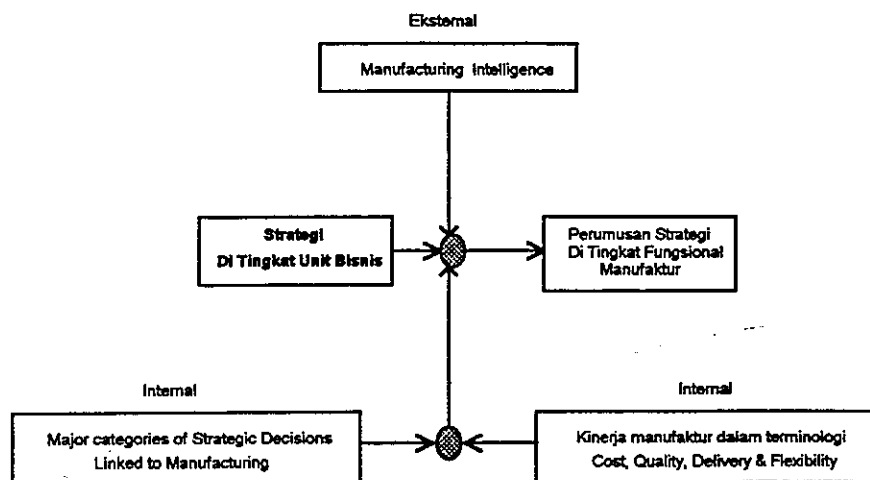 Eksternal
Manufacturing Intelligence
Strategi
Di Tingkat Unit Bisnis
Perumusan Strategi
Di Tingkat Fungsional
Manufaktur
Internal
Internal
Major categories of Strategic Decisions
Linked to Manufacturing
Kinerja manufaktur dalam terminologi
Cost, Quality, Delivery & Flexibility